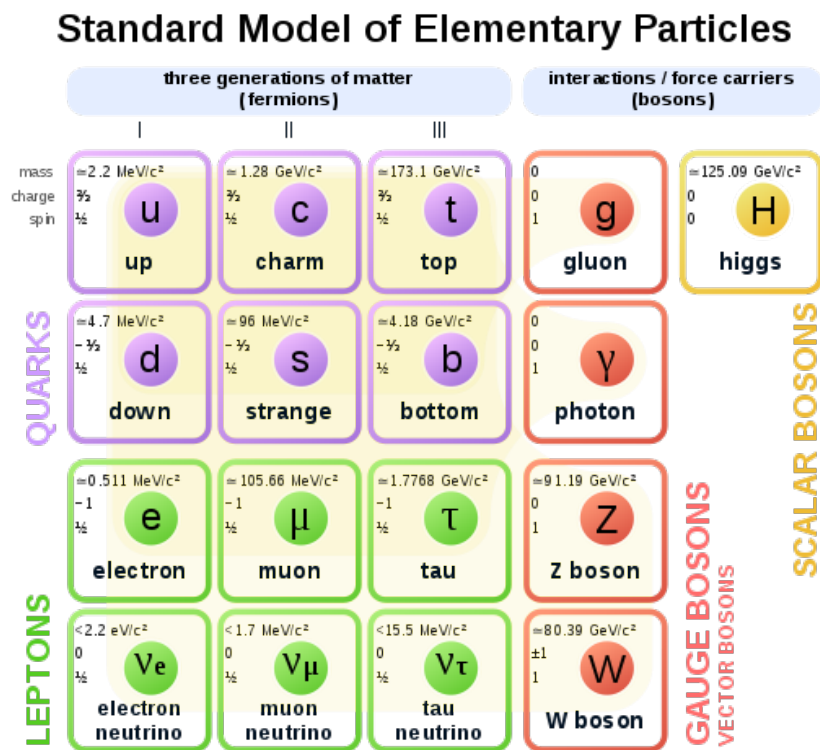 Standard Model of Elementary Particles
three generations of matter
(fermions)
interactions / force carriers
(bosons)
I II III
mass
charge
spin
≃2.2 MeV/c²
⅔
½
u
up
≃1.28 GeV/c²
⅔
½
c
charm
≃173.1 GeV/c²
⅔
½
t
top
0
0
1
g
gluon
≃125.09 GeV/c²
0
0
H
higgs
QUARKS
≃4.7 MeV/c²
−⅓
½
d
down
≃96 MeV/c²
−⅓
½
s
strange
≃4.18 GeV/c²
−⅓
½
b
bottom
0
0
1
γ
photon
SCALAR BOSONS
LEPTONS
≃0.511 MeV/c²
−1
½
e
electron
≃105.66 MeV/c²
−1
½
μ
muon
≃1.7768 GeV/c²
−1
½
τ
tau
≃91.19 GeV/c²
0
1
Z
Z boson
GAUGE BOSONS
VECTOR BOSONS
<2.2 eV/c²
0
½
νe
electron
neutrino
<1.7 MeV/c²
0
½
νμ
muon
neutrino
<15.5 MeV/c²
0
½
ντ
tau
neutrino
≃80.39 GeV/c²
±1
1
W
W boson